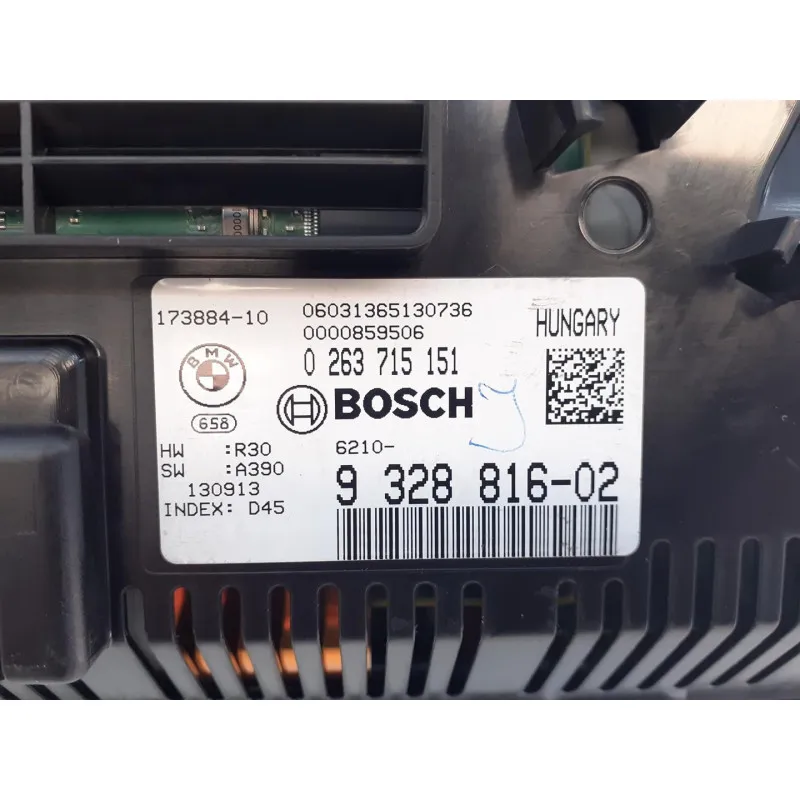 173884-10
06031365130736
0000859506
HUNGARY
BMW
0 263 715 151
658
BOSCH
HW :R30
SW :A390
130913
INDEX: D45
6210-
9 328 816-02